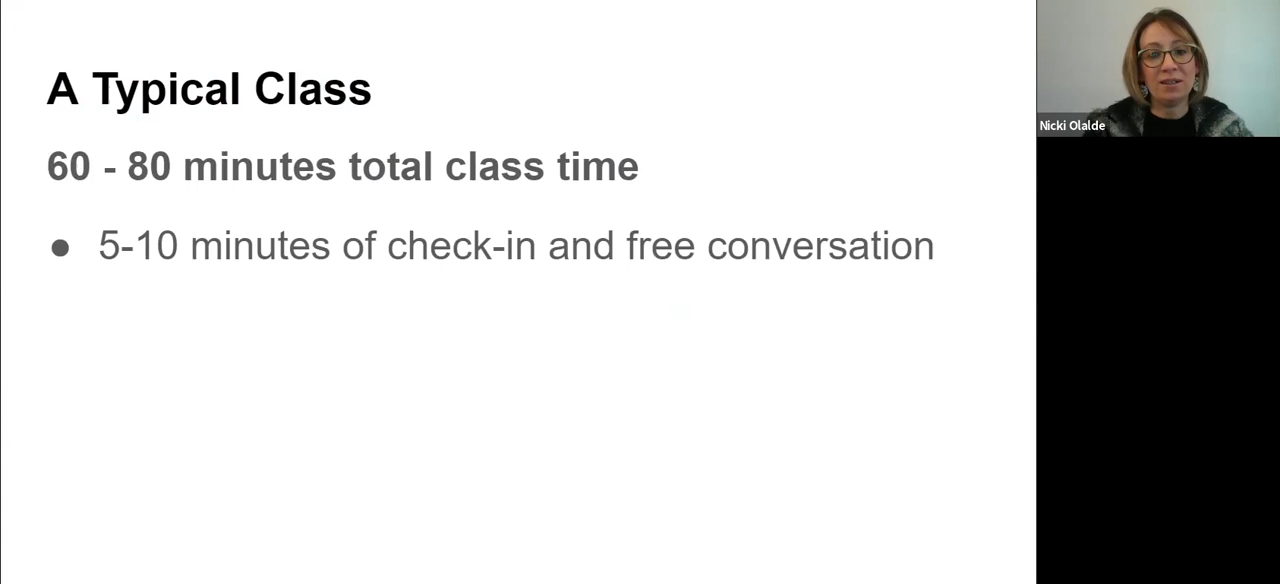 A Typical Class
60 - 80 minutes total class time
● 5-10 minutes of check-in and free conversation
Nicki Olalde